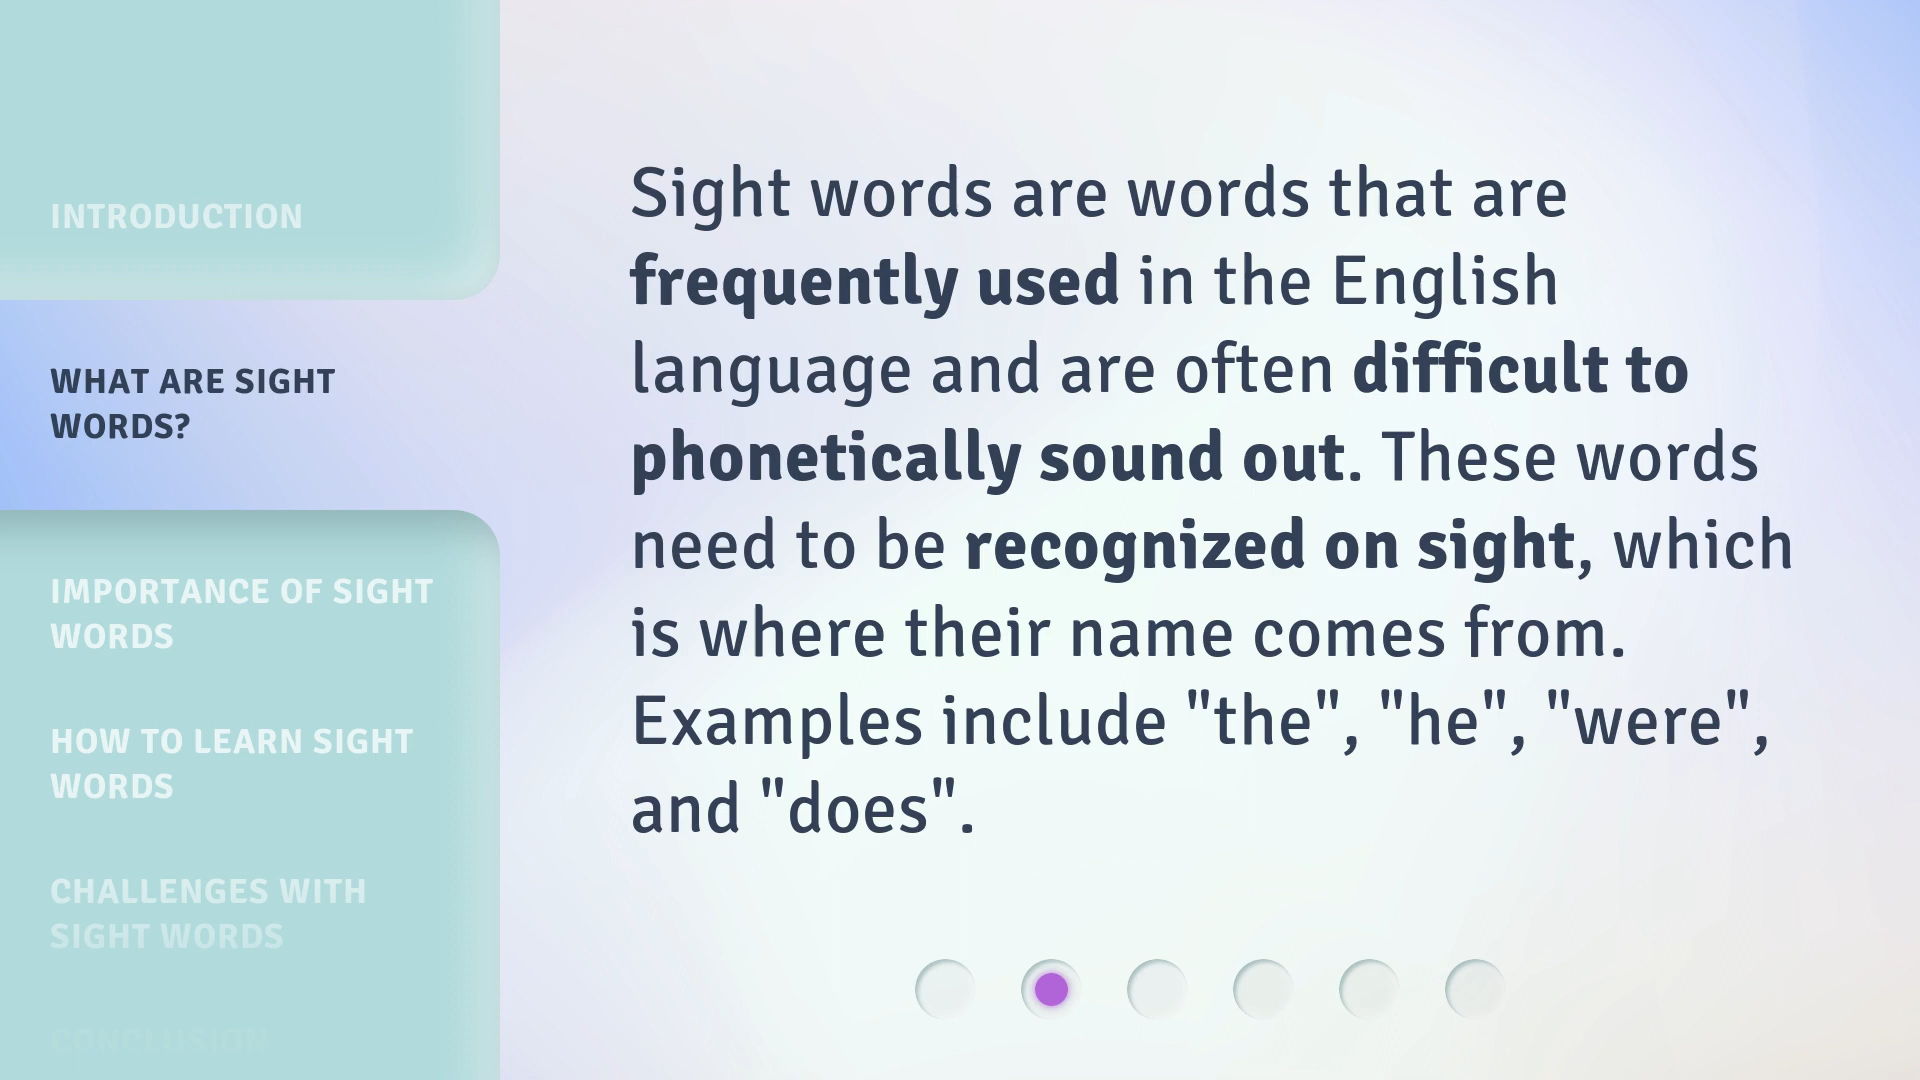 INTRODUCTION
WHAT ARE SIGHT
WORDS?
IMPORTANCE OF SIGHT
WORDS
HOW TO LEARN SIGHT
WORDS
CHALLENGES WITH
SIGHT WORDS
CONCLUSION
Sight words are words that are
frequently used in the English
language and are often difficult to
phonetically sound out. These words
need to be recognized on sight, which
is where their name comes from.
Examples include "the", "he", "were",
and "does".